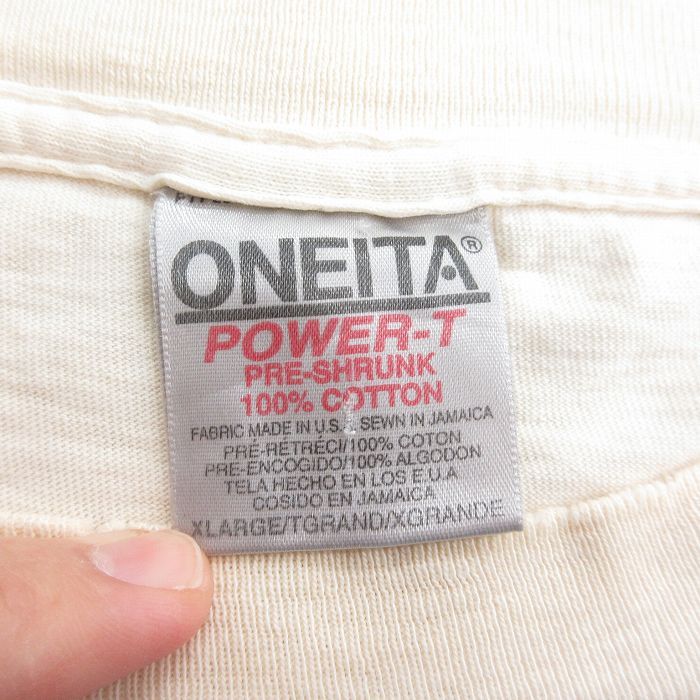 ONEITA®
POWER-T
PRE-SHRUNK
100% COTTON
FABRIC MADE IN U.S.A. SEWN IN JAMAICA
PRÉ-RÉTRÉCI/100% COTON
PRE-ENCOGIDO/100% ALGODON
TELA HECHO EN LOS E.U.A
COSIDO EN JAMAICA
XLARGE/TGRAND/XGRANDE